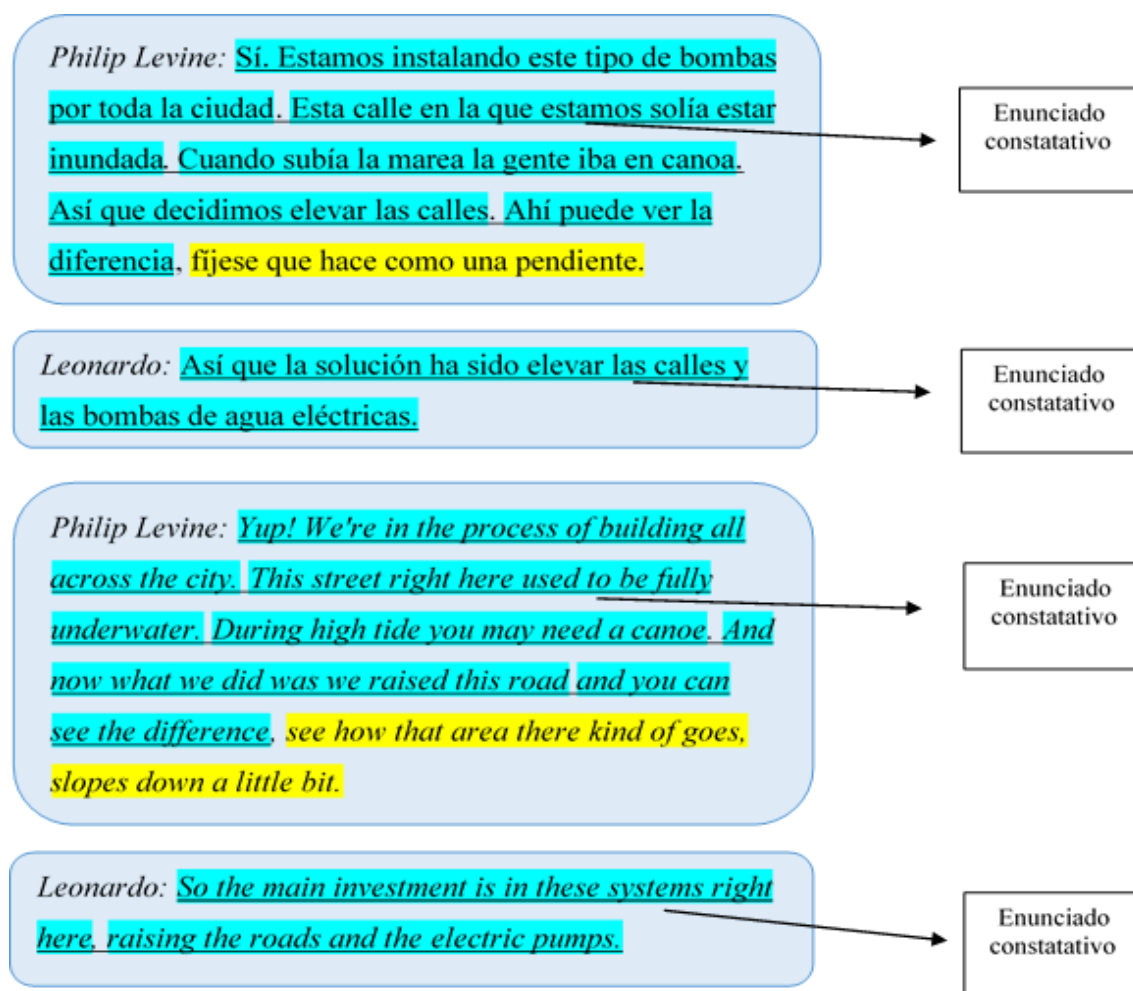 Philip Levine: Sí. Estamos instalando este tipo de bombas
por toda la ciudad. Esta calle en la que estamos solía estar
inundada. Cuando subía la marea la gente iba en canoa.
Así que decidimos elevar las calles. Ahí puede ver la
diferencia, fíjese que hace como una pendiente.
Enunciado
constatativo
Leonardo: Así que la solución ha sido elevar las calles y
las bombas de agua eléctricas.
Enunciado
constatativo
Philip Levine: Yup! We're in the process of building all
across the city. This street right here used to be fully
underwater. During high tide you may need a canoe. And
now what we did was we raised this road and you can
see the difference, see how that area there kind of goes,
slopes down a little bit.
Enunciado
constatativo
Leonardo: So the main investment is in these systems right
here, raising the roads and the electric pumps.
Enunciado
constatativo